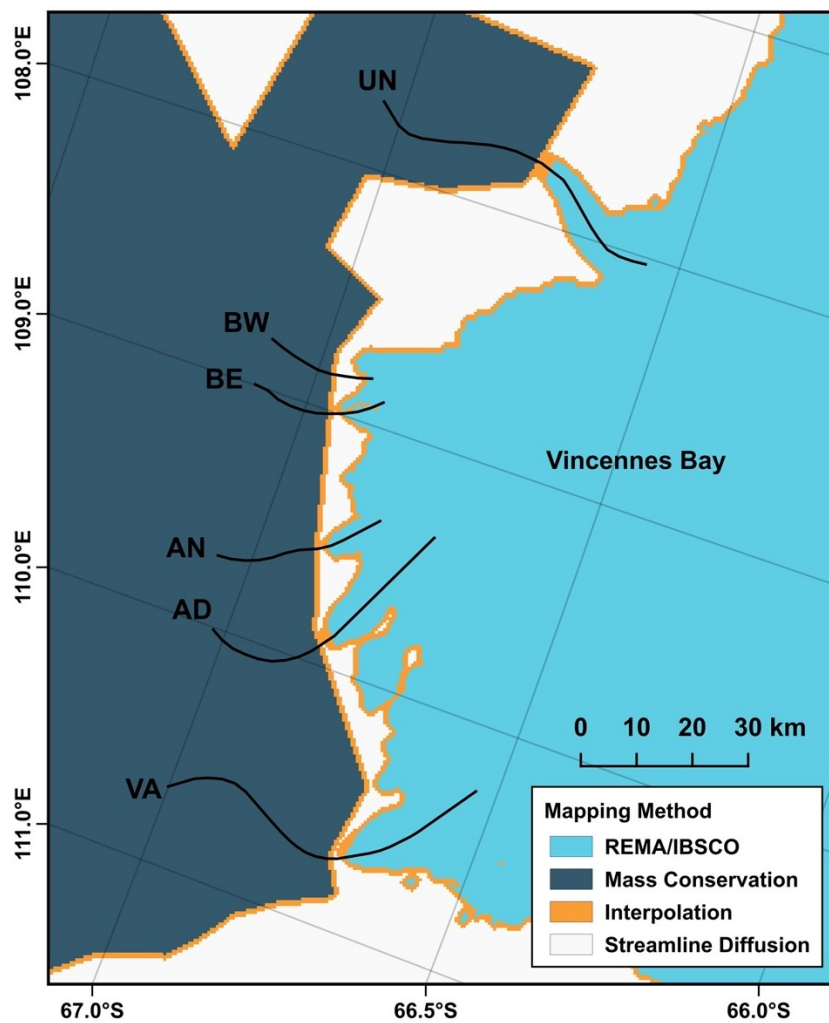 108.0°E
UN
109.0°E
BW
BE
Vincennes Bay
AN
110.0°E
AD
0 10 20 30 km
VA
111.0°E
Mapping Method
REMA/IBSCO
Mass Conservation
Interpolation
Streamline Diffusion
67.0°S 66.5°S 66.0°S